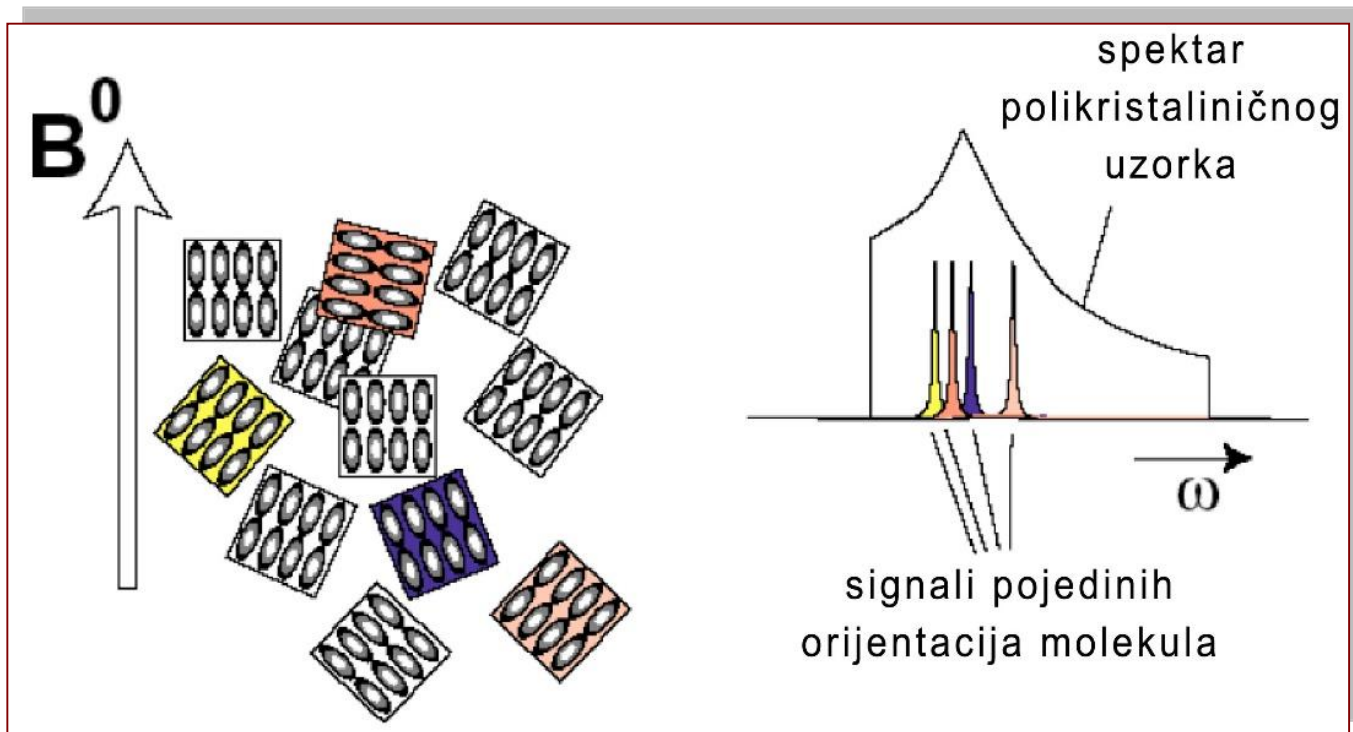 B⁰
spektar
polikristaliničnog
uzorka
ω
signali pojedinih
orijentacija molekula